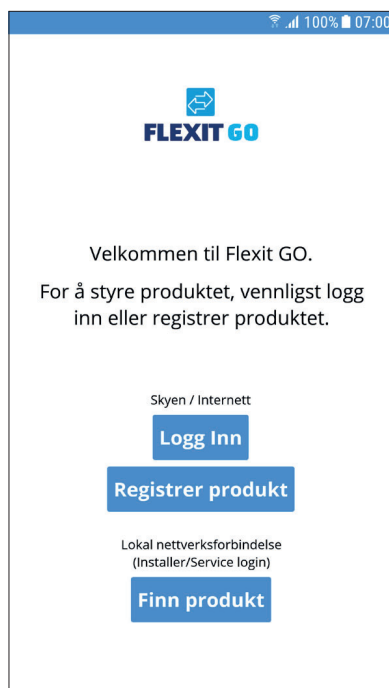 100% 07:00
FLEXIT GO
Velkommen til Flexit GO.
For å styre produktet, vennligst logg
inn eller registrer produktet.
Skyen / Internett
Logg Inn
Registrer produkt
Lokal nettverksforbindelse
(Installer/Service login)
Finn produkt